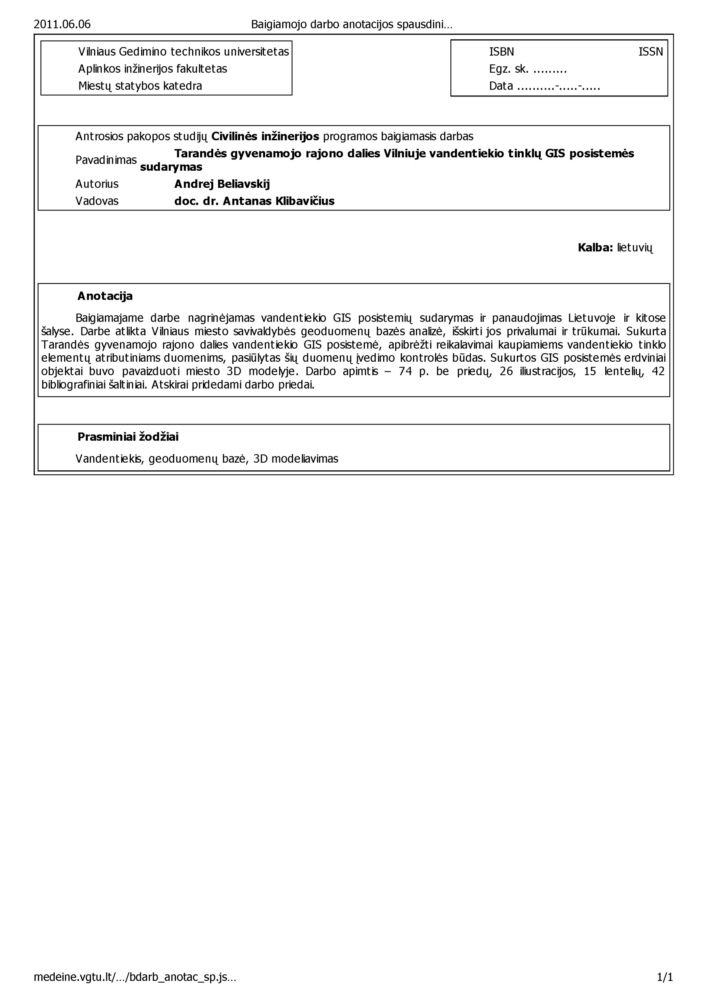 2011.06.06 Baigiamojo darbo anotacijos spausdini…
Vilniaus Gedimino technikos universitetas
Aplinkos inžinerijos fakultetas
Miestų statybos katedra
ISBN ISSN
Egz. sk. .........
Data ..........-.....-.....
Antrosios pakopos studijų Civilinės inžinerijos programos baigiamasis darbas
Pavadinimas Tarandės gyvenamojo rajono dalies Vilniuje vandentiekio tinklų GIS posistemės
sudarymas
Autorius Andrej Beliavskij
Vadovas doc. dr. Antanas Klibavičius
Kalba: lietuvių
Anotacija
Baigiamajame darbe nagrinėjamas vandentiekio GIS posistemių sudarymas ir panaudojimas Lietuvoje ir kitose
šalyse. Darbe atlikta Vilniaus miesto savivaldybės geoduomenų bazės analizė, išskirti jos privalumai ir trūkumai. Sukurta
Tarandės gyvenamojo rajono dalies vandentiekio GIS posistemė, apibrėžti reikalavimai kaupiamiems vandentiekio tinklo
elementų atributiniams duomenims, pasiūlytas šių duomenų įvedimo kontrolės būdas. Sukurtos GIS posistemės erdviniai
objektai buvo pavaizduoti miesto 3D modelyje. Darbo apimtis – 74 p. be priedų, 26 iliustracijos, 15 lentelių, 42
bibliografiniai šaltiniai. Atskirai pridedami darbo priedai.
Prasminiai žodžiai
Vandentiekis, geoduomenų bazė, 3D modeliavimas
medeine.vgtu.lt/…/bdarb_anotac_sp.js… 1/1